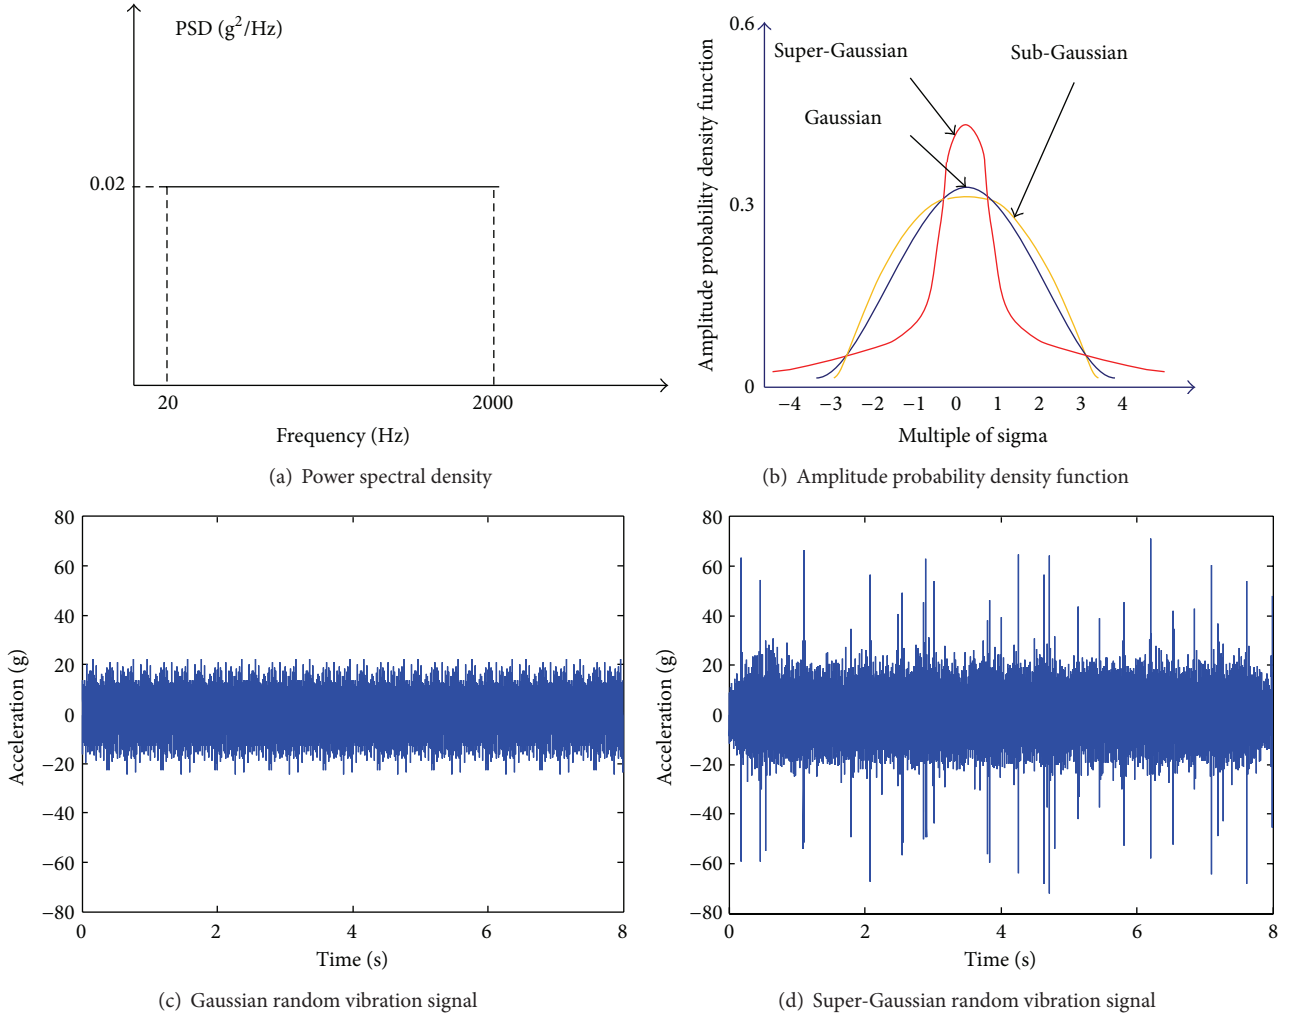 PSD (g²/Hz)
0.02
20 2000
Frequency (Hz)
(a) Power spectral density
Amplitude probability density function
0.6
0.3
0
Super-Gaussian
Sub-Gaussian
Gaussian
−4 −3 −2 −1 0 1 2 3 4
Multiple of sigma
(b) Amplitude probability density function
Acceleration (g)
80
60
40
20
0
−20
−40
−60
−80
0 2 4 6 8
Time (s)
(c) Gaussian random vibration signal
Acceleration (g)
80
60
40
20
0
−20
−40
−60
−80
0 2 4 6 8
Time (s)
(d) Super-Gaussian random vibration signal